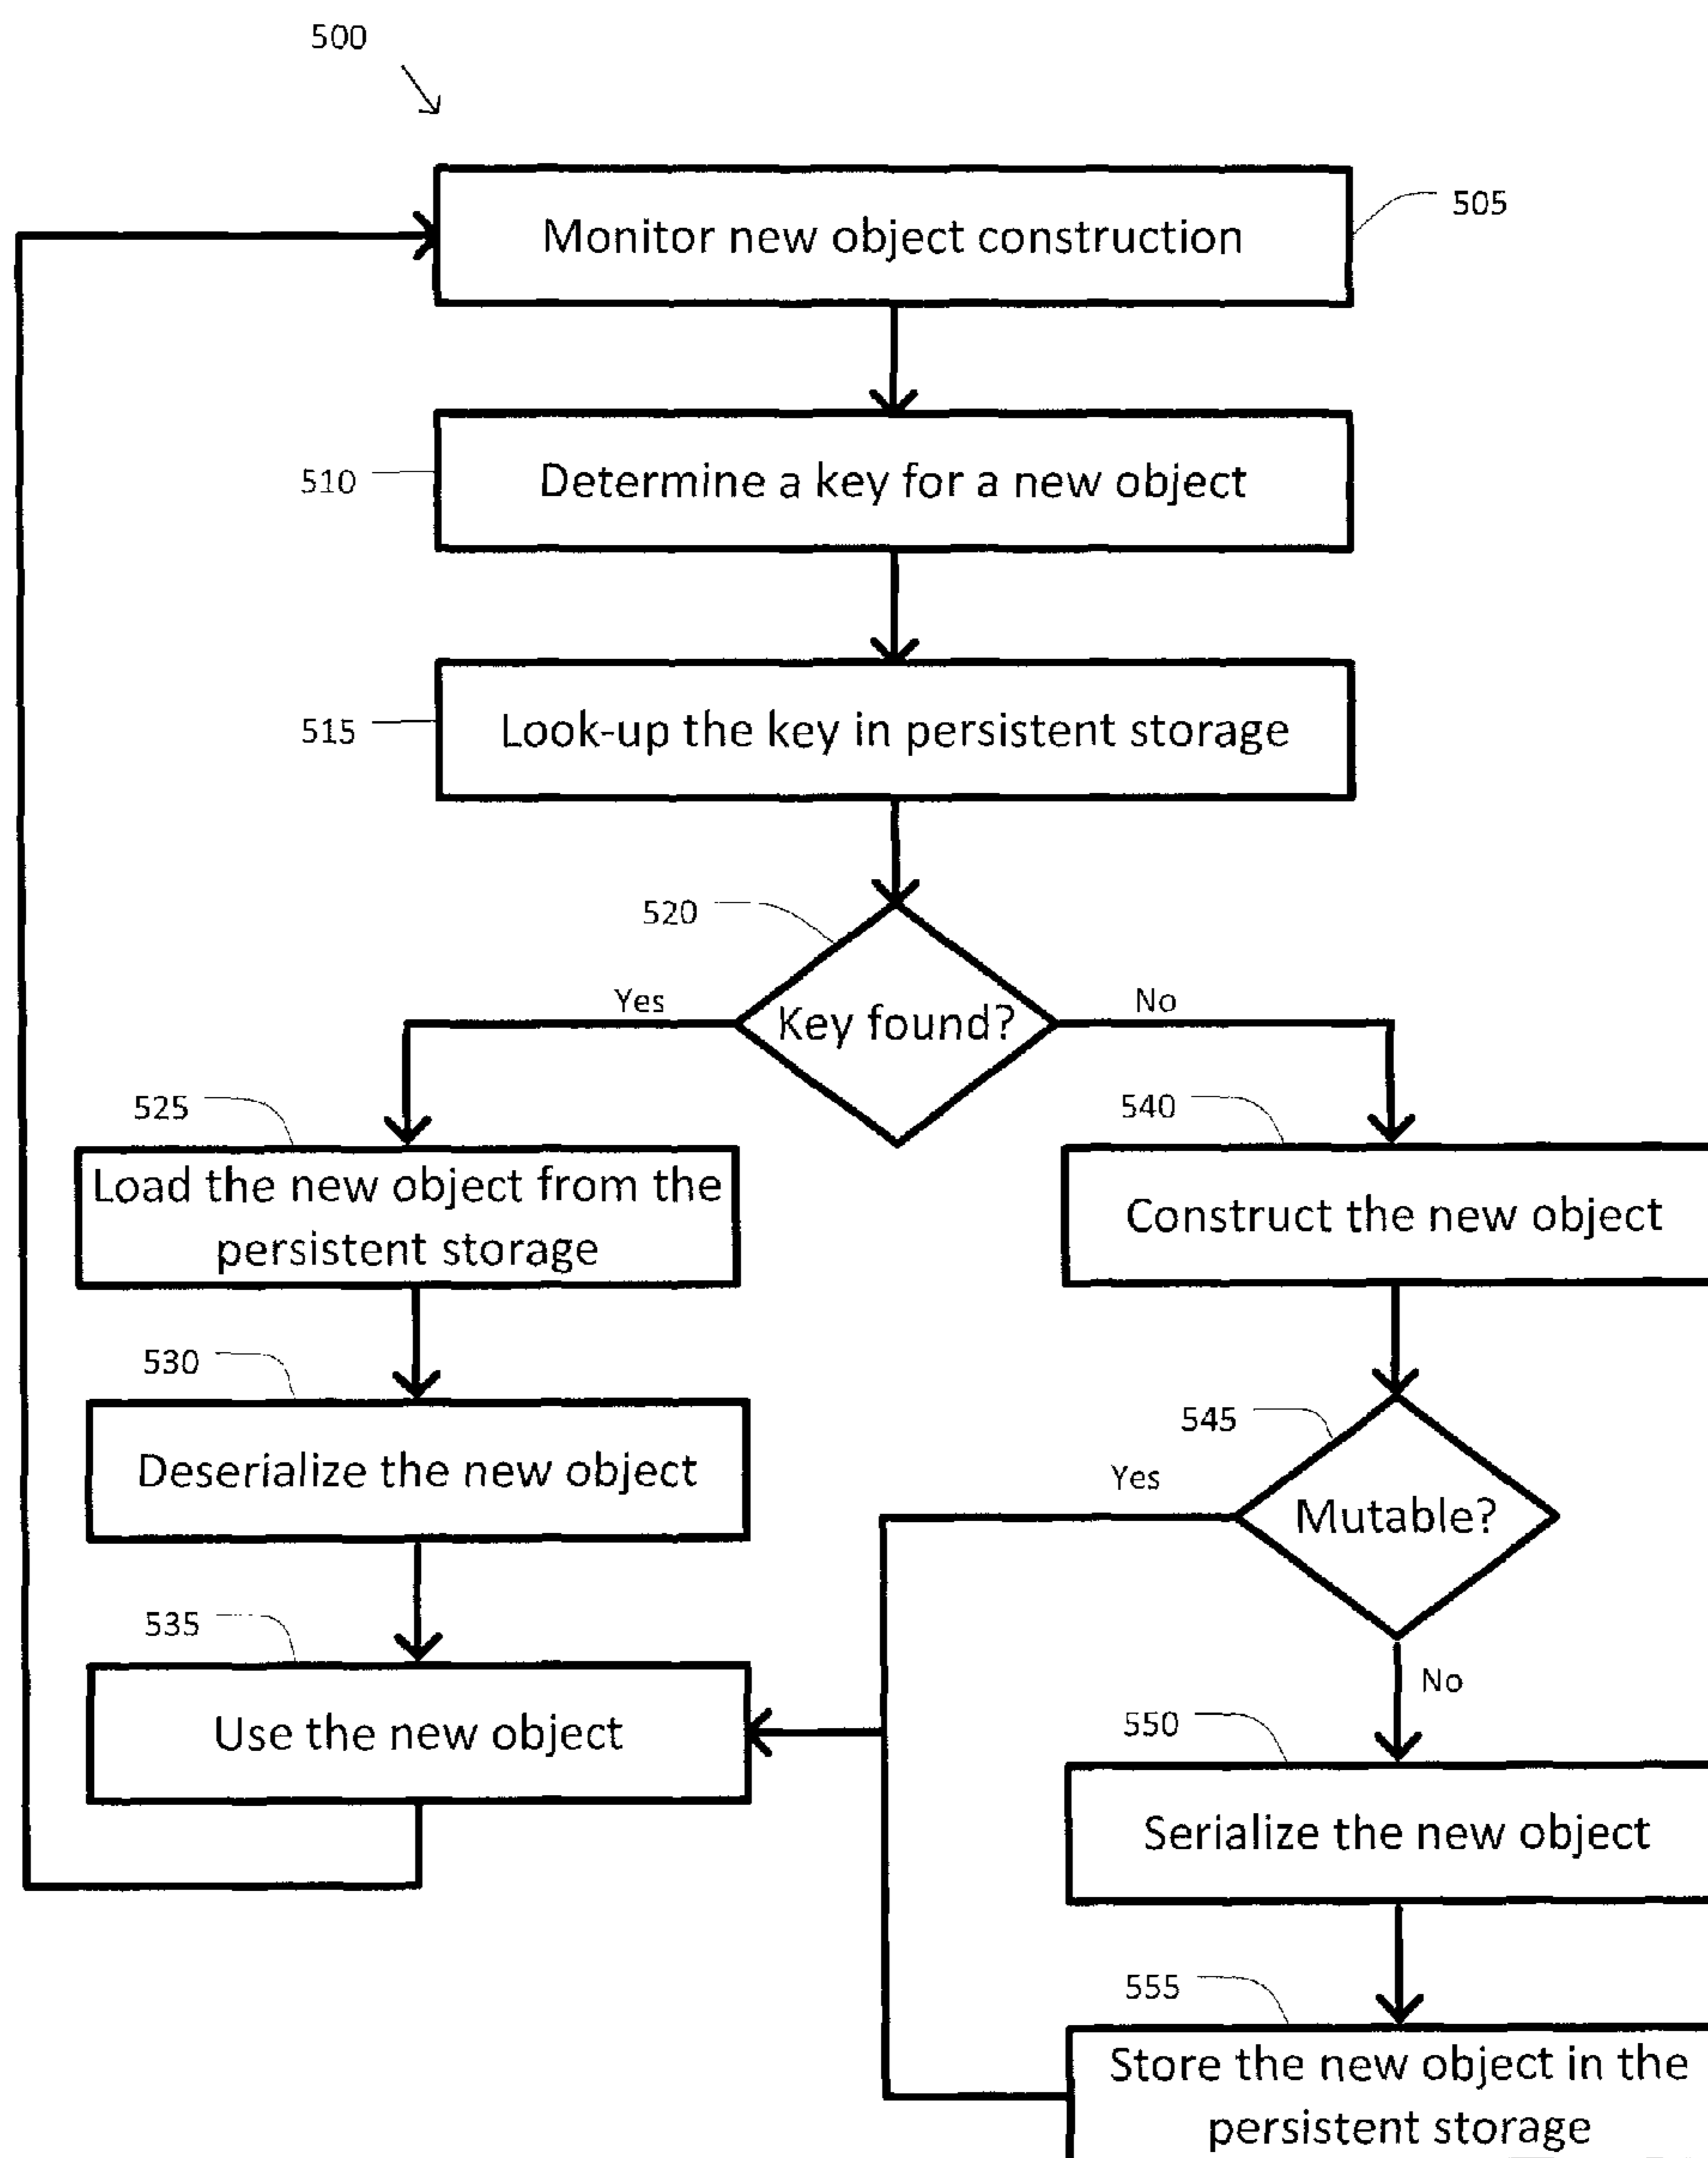 500
Monitor new object construction
505
510
Determine a key for a new object
515
Look-up the key in persistent storage
520
Key found?
Yes
No
525
Load the new object from the
persistent storage
540
Construct the new object
530
Deserialize the new object
545
Mutable?
Yes
No
535
Use the new object
550
Serialize the new object
555
Store the new object in the
persistent storage